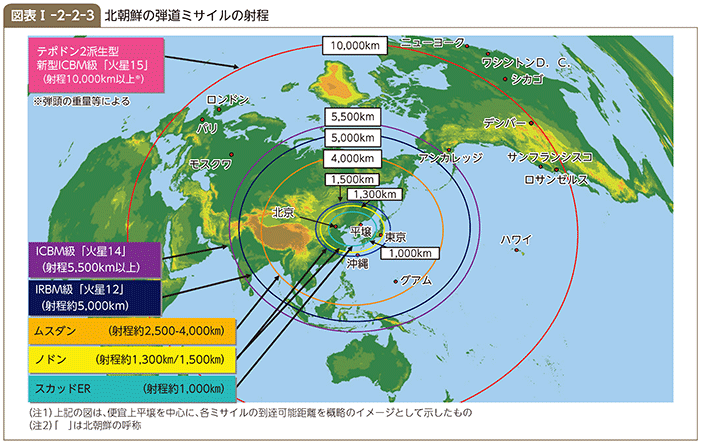 図表Ⅰ-2-2-3 北朝鮮の弾道ミサイルの射程
テポドン2派生型
新型ICBM級「火星15」
(射程10,000km以上*)
※弾頭の重量等による
10,000km
ニューヨーク
ワシントンD.C.
シカゴ
ロンドン
パリ
モスクワ
デンバー
5,500km
5,000km
4,000km
アンカレッジ
サンフランシスコ
ロサンゼルス
1,500km
1,300km
北京
平壌
東京
1,000km
沖縄
ハワイ
グアム
ICBM級「火星14」
(射程5,500km以上)
IRBM級「火星12」
(射程約5,000km)
ムスダン (射程約2,500-4,000km)
ノドン (射程約1,300㎞/1,500㎞)
スカッドER (射程約1,000㎞)
(注1)上記の図は、便宜上平壌を中心に、各ミサイルの到達可能距離を概略のイメージとして示したもの
(注2)「 」は北朝鮮の呼称